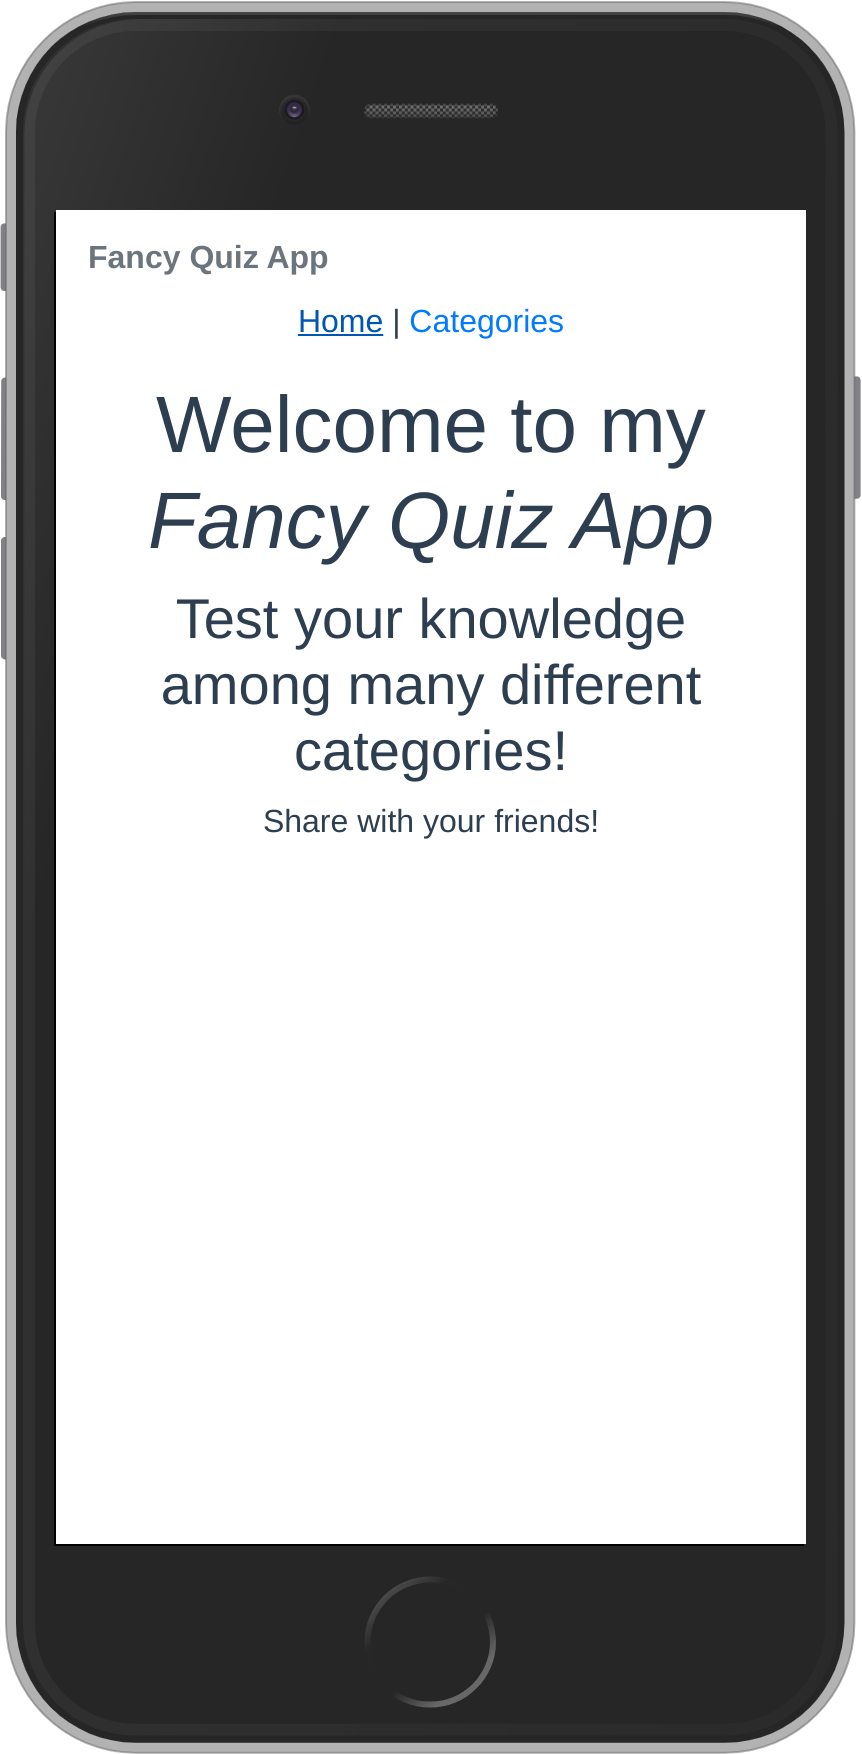 Fancy Quiz App
Home | Categories
Welcome to my
Fancy Quiz App
Test your knowledge
among many different
categories!
Share with your friends!